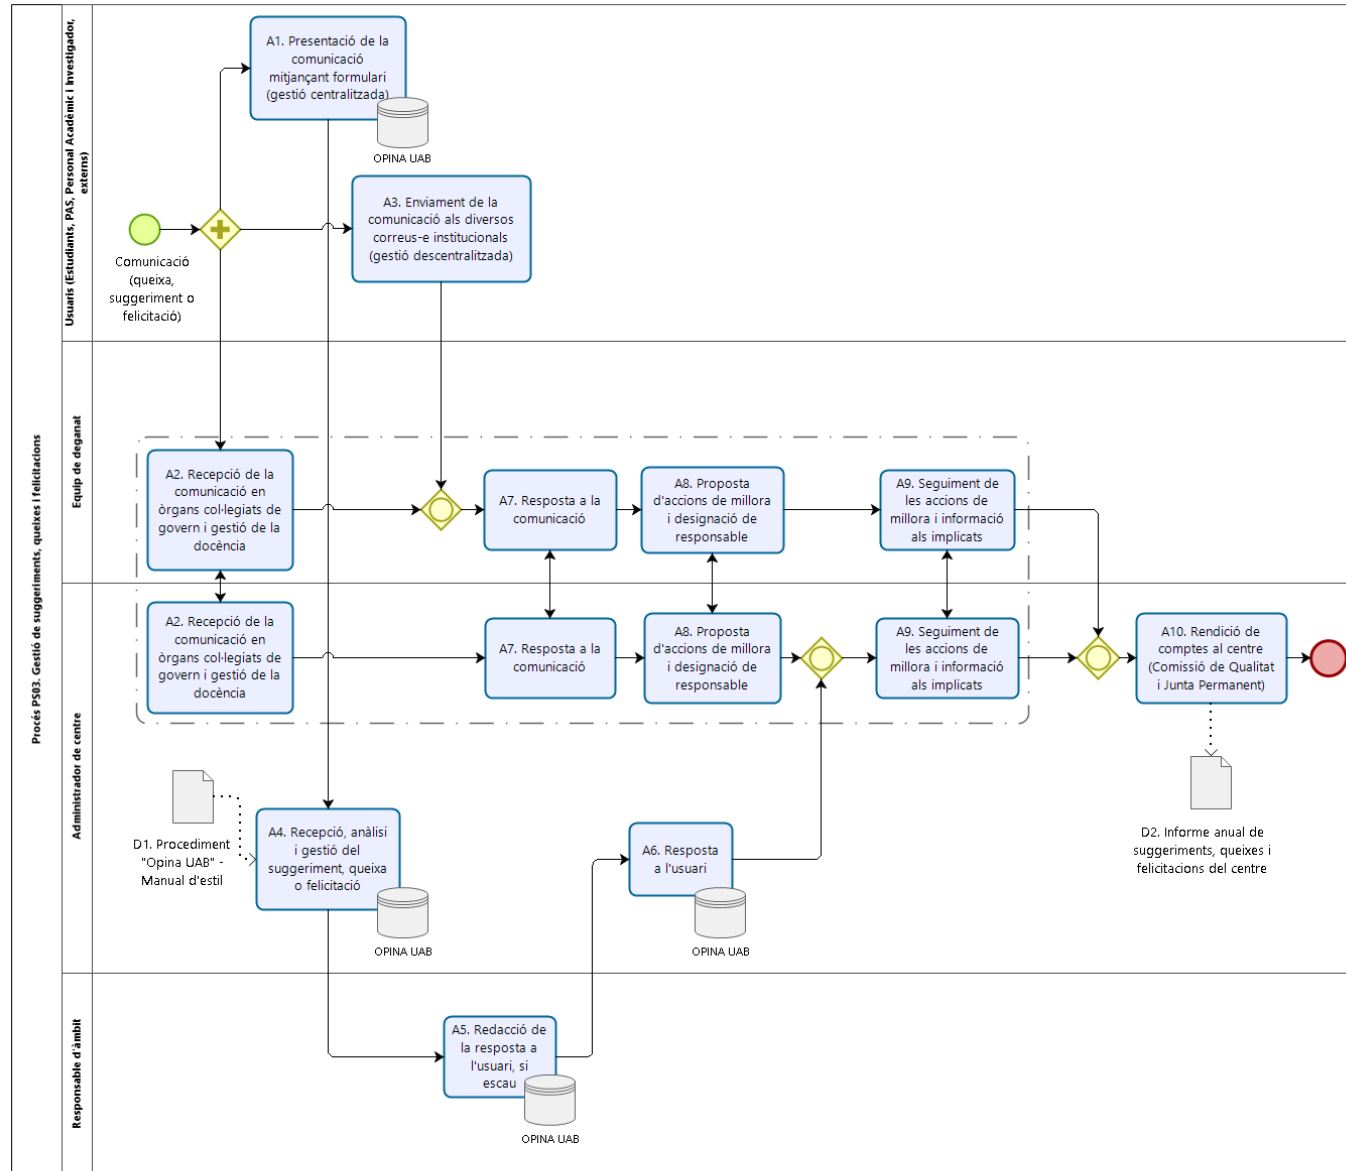 Procés PS03. Gestió de suggeriments, queixes i felicitacions
Usuaris (Estudiants, PAS, Personal Acadèmic i Investigador,
externs)
A1. Presentació de la
comunicació
mitjançant formulari
(gestió centralitzada)
OPINA UAB
A3. Enviament de la
comunicació als diversos
correus-e institucionals
(gestió descentralitzada)
Comunicació
(queixa,
suggeriment o
felicitació)
Equip de deganat
A2. Recepció de la
comunicació en
òrgans col·legiats de
govern i gestió de la
docència
A7. Resposta a la
comunicació
A8. Proposta
d'accions de millora
i designació de
responsable
A9. Seguiment de
les accions de
millora i informació
als implicats
Administrador de centre
A2. Recepció de la
comunicació en
òrgans col·legiats de
govern i gestió de la
docència
A7. Resposta a la
comunicació
A8. Proposta
d'accions de millora
i designació de
responsable
A9. Seguiment de
les accions de
millora i informació
als implicats
A10. Rendició de
comptes al centre
(Comissió de Qualitat
i Junta Permanent)
D1. Procediment
"Opina UAB" -
Manual d'estil
A4. Recepció, anàlisi
i gestió del
suggeriment, queixa
o felicitació
OPINA UAB
A6. Resposta
a l'usuari
OPINA UAB
D2. Informe anual de
suggeriments, queixes i
felicitacions del centre
Responsable d'àmbit
A5. Redacció de
la resposta a
l'usuari, si
escau
OPINA UAB